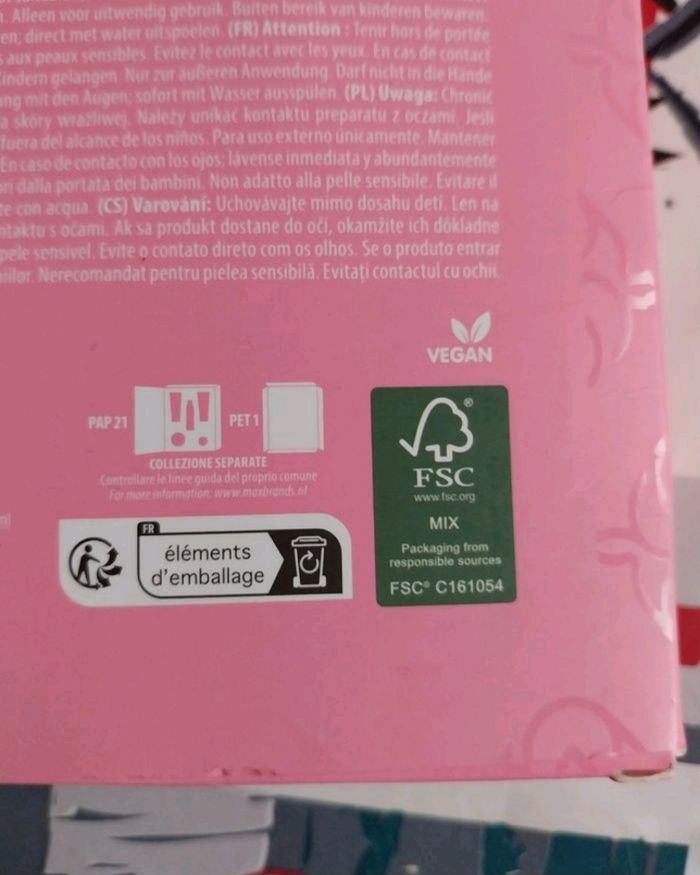 . Alleen voor uitwendig gebruik. Buiten bereik van kinderen bewaren.
en; direct met water uitspoelen. (FR) Attention : Tenir hors de portée
aux peaux sensibles. Evitez le contact avec les yeux. En cas de contact
Kindern gelangen. Nur zur äußeren Anwendung. Darf nicht in die Hände
ng mit den Augen; sofort mit Wasser ausspülen. (PL) Uwaga: Chronić
a skóry wrażliwej. Należy unikać kontaktu preparatu z oczami. Jeśli
fuera del alcance de los niños. Para uso externo únicamente. Mantener
En caso de contacto con los ojos; lávense inmediata y abundantemente
ori dalla portata dei bambini. Non adatto alla pelle sensibile. Evitare il
te con acqua. (CS) Varování: Uchovávajte mimo dosahu detí. Len na
ntaktu s očami. Ak sa produkt dostane do očí, okamžite ich dôkladne
pele sensivel. Evite o contato direto com os olhos. Se o produto entrar
iilor. Nerecomandat pentru pielea sensibilă. Evitați contactul cu ochii.
VEGAN
PAP 21
PET 1
COLLEZIONE SEPARATE
Controllare le linee guida del proprio comune
For more information: www.maxbrands.nl
ml
FR
éléments
d'emballage
®
FSC
www.fsc.org
MIX
Packaging from
responsible sources
FSC® C161054